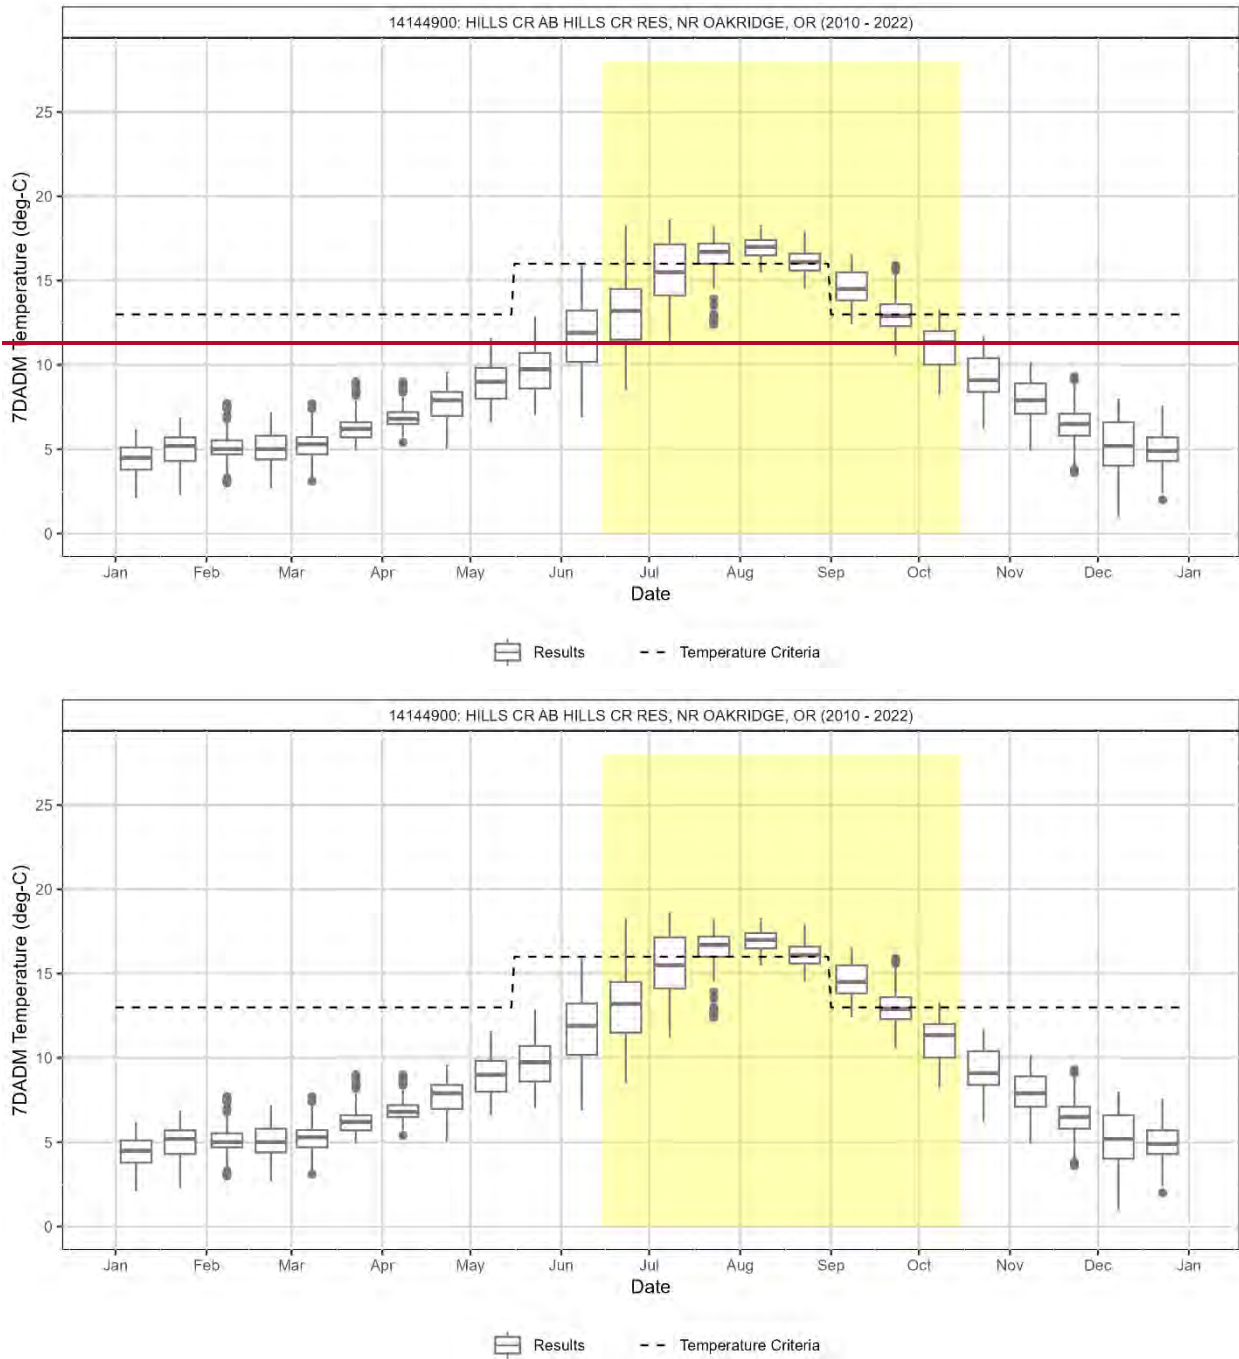 14144900: HILLS CR AB HILLS CR RES, NR OAKRIDGE, OR (2010 - 2022)
25
20
15
10
5
0
7DADM Temperature (deg-C)
Jan Feb Mar Apr May Jun Jul Aug Sep Oct Nov Dec Jan
Date
Results Temperature Criteria
14144900: HILLS CR AB HILLS CR RES, NR OAKRIDGE, OR (2010 - 2022)
25
20
15
10
5
0
7DADM Temperature (deg-C)
Jan Feb Mar Apr May Jun Jul Aug Sep Oct Nov Dec Jan
Date
Results Temperature Criteria